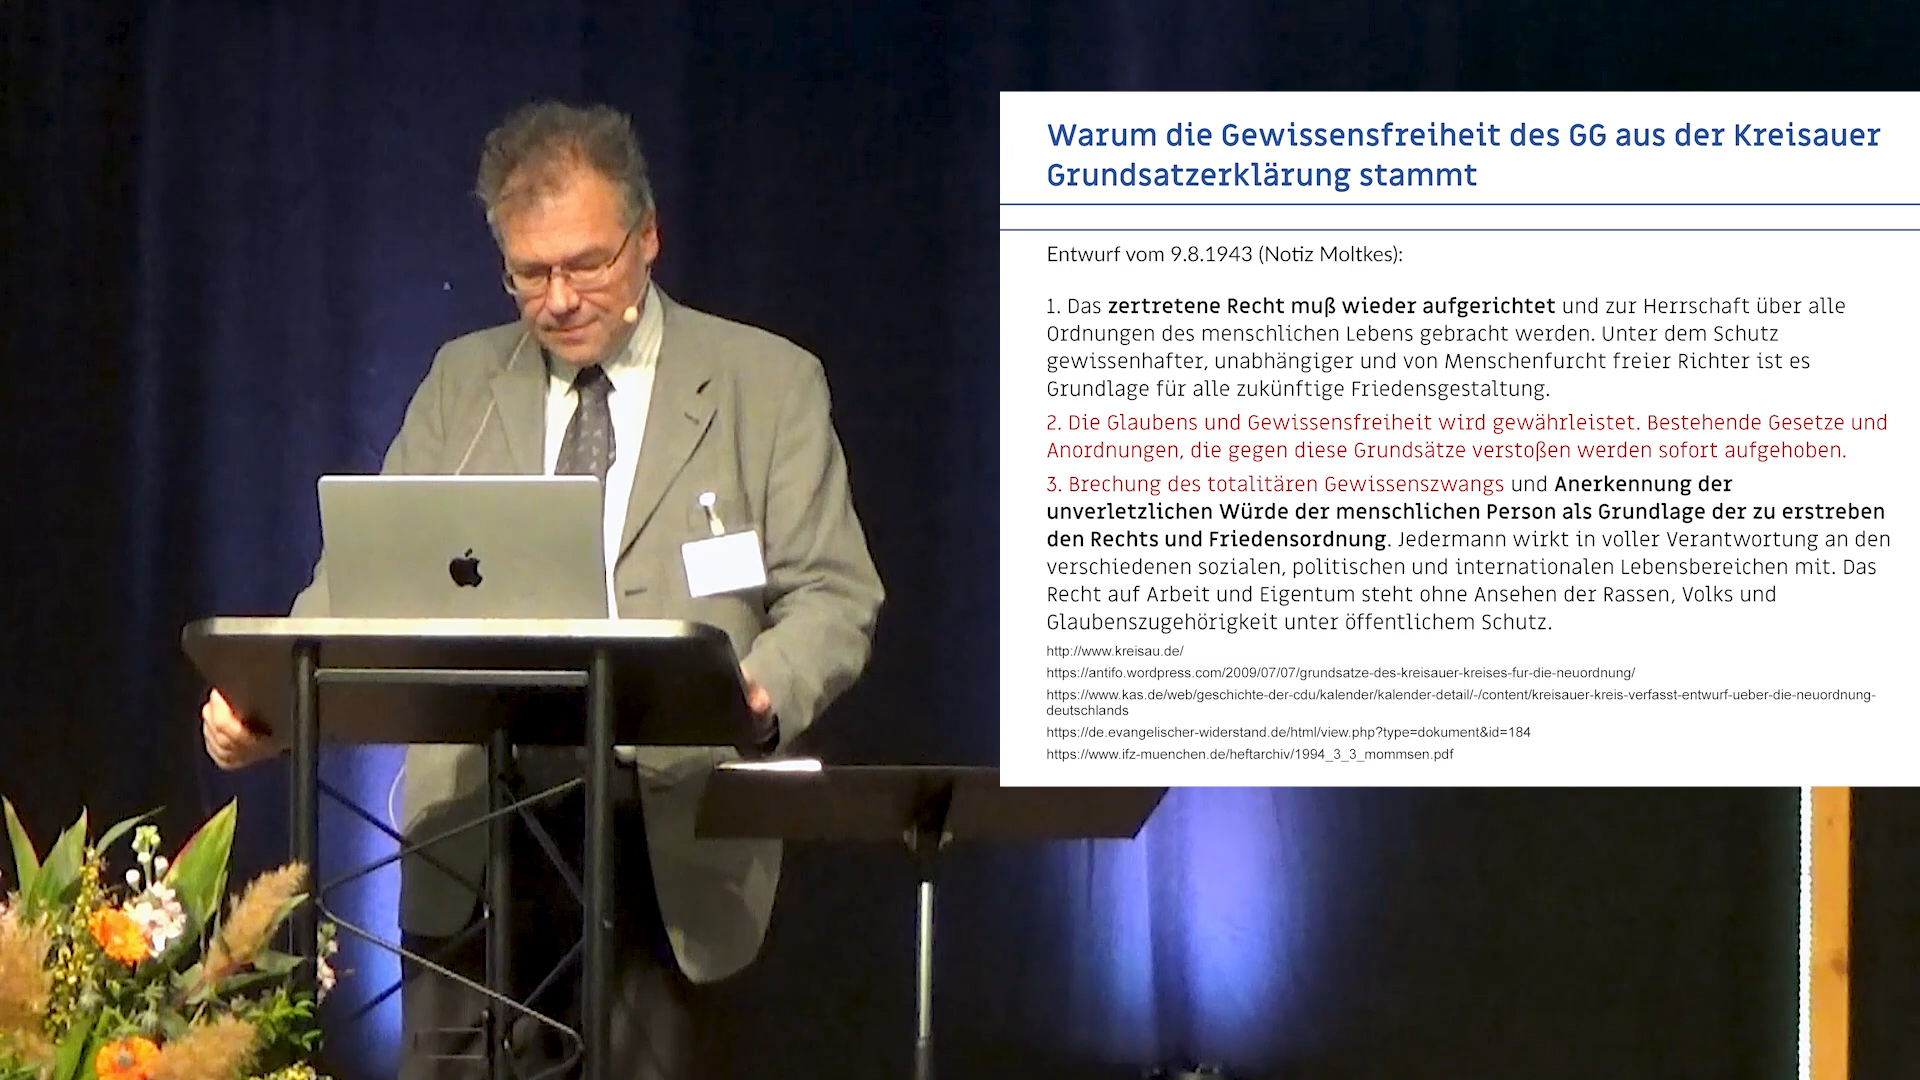 Warum die Gewissensfreiheit des GG aus der Kreisauer
Grundsatzerklärung stammt
Entwurf vom 9.8.1943 (Notiz Moltkes):
1. Das zertretene Recht muß wieder aufgerichtet und zur Herrschaft über alle
Ordnungen des menschlichen Lebens gebracht werden. Unter dem Schutz
gewissenhafter, unabhängiger und von Menschenfurcht freier Richter ist es
Grundlage für alle zukünftige Friedensgestaltung.
2. Die Glaubens und Gewissensfreiheit wird gewährleistet. Bestehende Gesetze und
Anordnungen, die gegen diese Grundsätze verstoßen werden sofort aufgehoben.
3. Brechung des totalitären Gewissenszwangs und Anerkennung der
unverletzlichen Würde der menschlichen Person als Grundlage der zu erstreben
den Rechts und Friedensordnung. Jedermann wirkt in voller Verantwortung an den
verschiedenen sozialen, politischen und internationalen Lebensbereichen mit. Das
Recht auf Arbeit und Eigentum steht ohne Ansehen der Rassen, Volks und
Glaubenszugehörigkeit unter öffentlichem Schutz.
http://www.kreisau.de/
https://antifo.wordpress.com/2009/07/07/grundsatze-des-kreisauer-kreises-fur-die-neuordnung/
https://www.kas.de/web/geschichte-der-cdu/kalender/kalender-detail/-/content/kreisauer-kreis-verfasst-entwurf-ueber-die-neuordnung-
deutschlands
https://de.evangelischer-widerstand.de/html/view.php?type=dokument&id=184
https://www.ifz-muenchen.de/heftarchiv/1994_3_3_mommsen.pdf